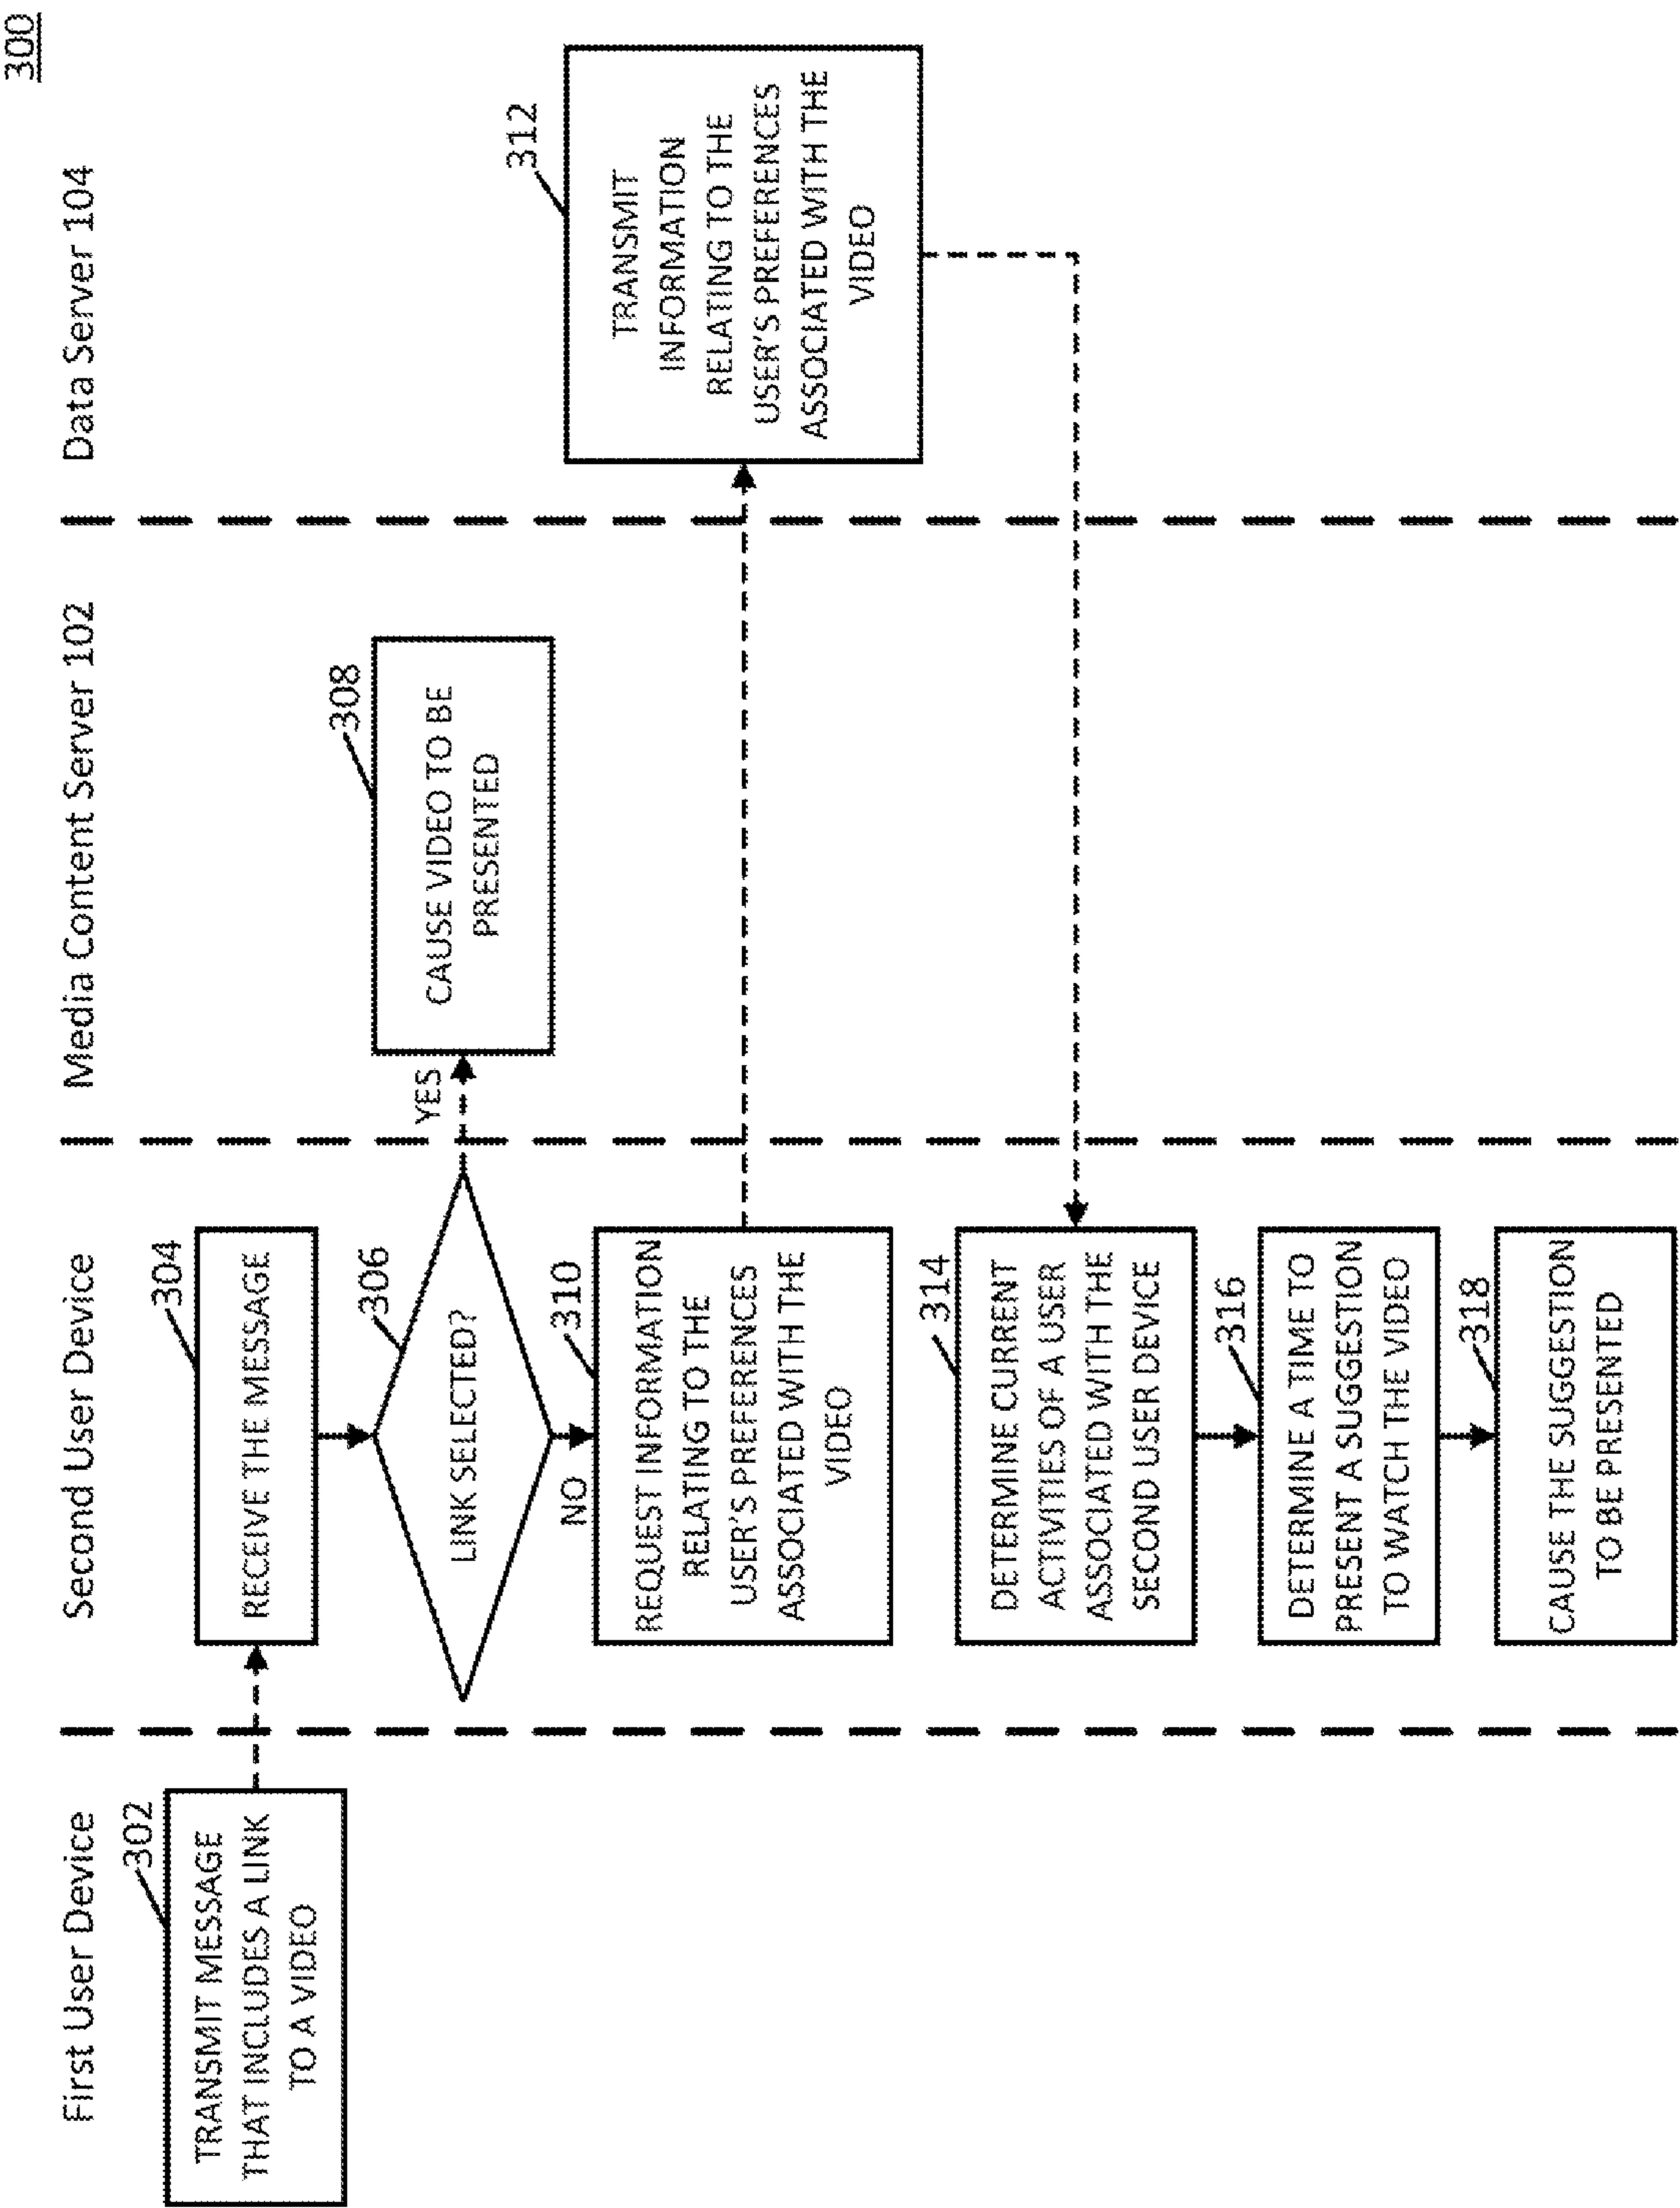 300
First User Device
Second User Device
Media Content Server 102
Data Server 104
302
TRANSMIT MESSAGE
THAT INCLUDES A LINK
TO A VIDEO
304
RECEIVE THE MESSAGE
306
LINK SELECTED?
YES
308
CAUSE VIDEO TO BE
PRESENTED
NO
310
REQUEST INFORMATION
RELATING TO THE
USER'S PREFERENCES
ASSOCIATED WITH THE
VIDEO
312
TRANSMIT
INFORMATION
RELATING TO THE
USER'S PREFERENCES
ASSOCIATED WITH THE
VIDEO
314
DETERMINE CURRENT
ACTIVITIES OF A USER
ASSOCIATED WITH THE
SECOND USER DEVICE
316
DETERMINE A TIME TO
PRESENT A SUGGESTION
TO WATCH THE VIDEO
318
CAUSE THE SUGGESTION
TO BE PRESENTED